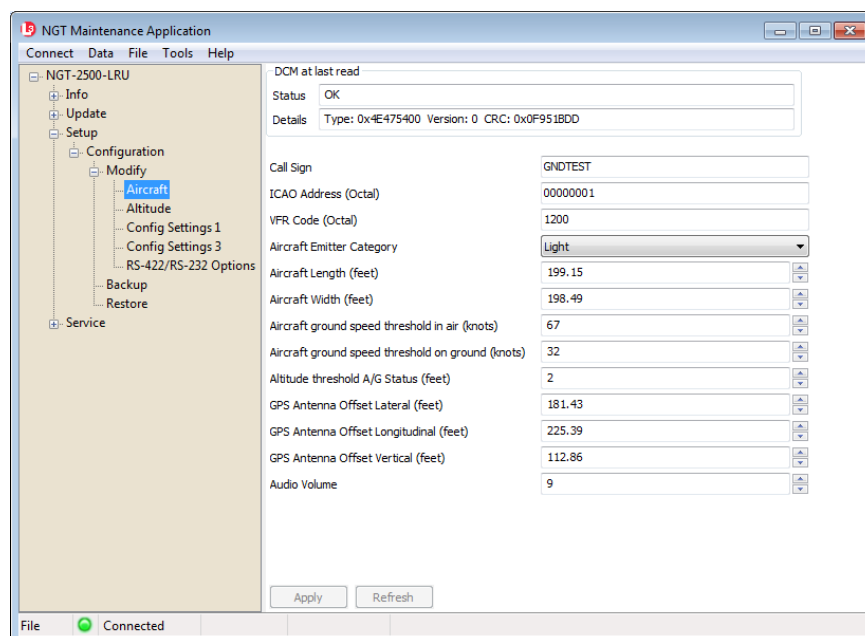 NGT Maintenance Application
Connect Data File Tools Help
NGT-2500-LRU
Info
Update
Setup
Configuration
Modify
Aircraft
Altitude
Config Settings 1
Config Settings 3
RS-422/RS-232 Options
Backup
Restore
Service
DCM at last read
Status OK
Details Type: 0x4E475400 Version: 0 CRC: 0x0F951BDD
Call Sign GNDTEST
ICAO Address (Octal) 00000001
VFR Code (Octal) 1200
Aircraft Emitter Category Light
Aircraft Length (feet) 199.15
Aircraft Width (feet) 198.49
Aircraft ground speed threshold in air (knots) 67
Aircraft ground speed threshold on ground (knots) 32
Altitude threshold A/G Status (feet) 2
GPS Antenna Offset Lateral (feet) 181.43
GPS Antenna Offset Longitudinal (feet) 225.39
GPS Antenna Offset Vertical (feet) 112.86
Audio Volume 9
Apply Refresh
File Connected